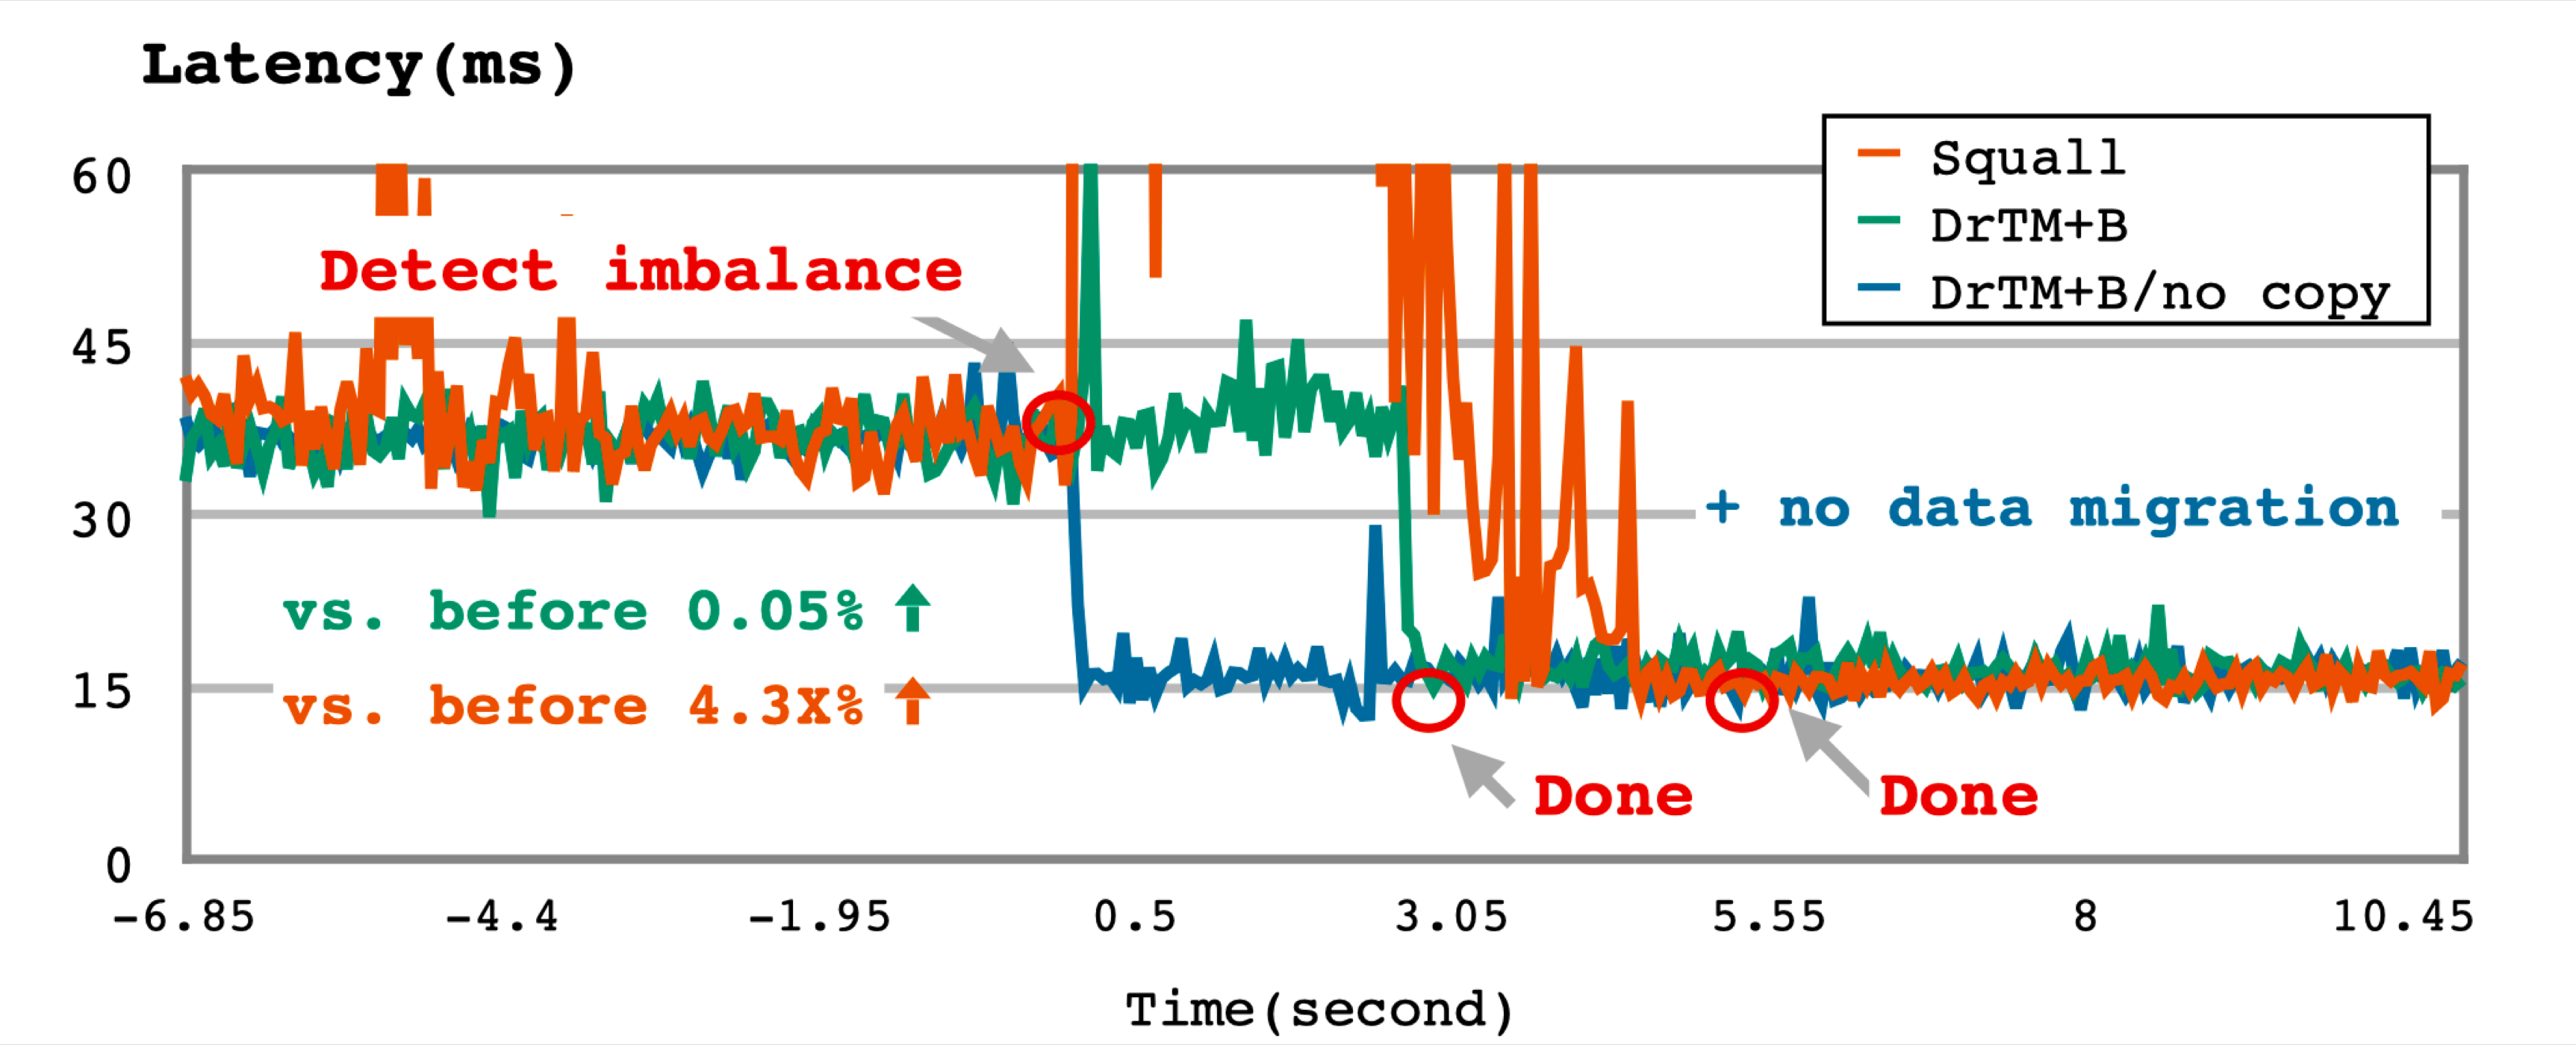 Latency(ms)
60
45
30
15
0
Squall
DrTM+B
DrTM+B/no copy
Detect imbalance
+ no data migration
vs. before 0.05%
vs. before 4.3X%
Done
Done
-6.85 -4.4 -1.95 0.5 3.05 5.55 8 10.45
Time(second)